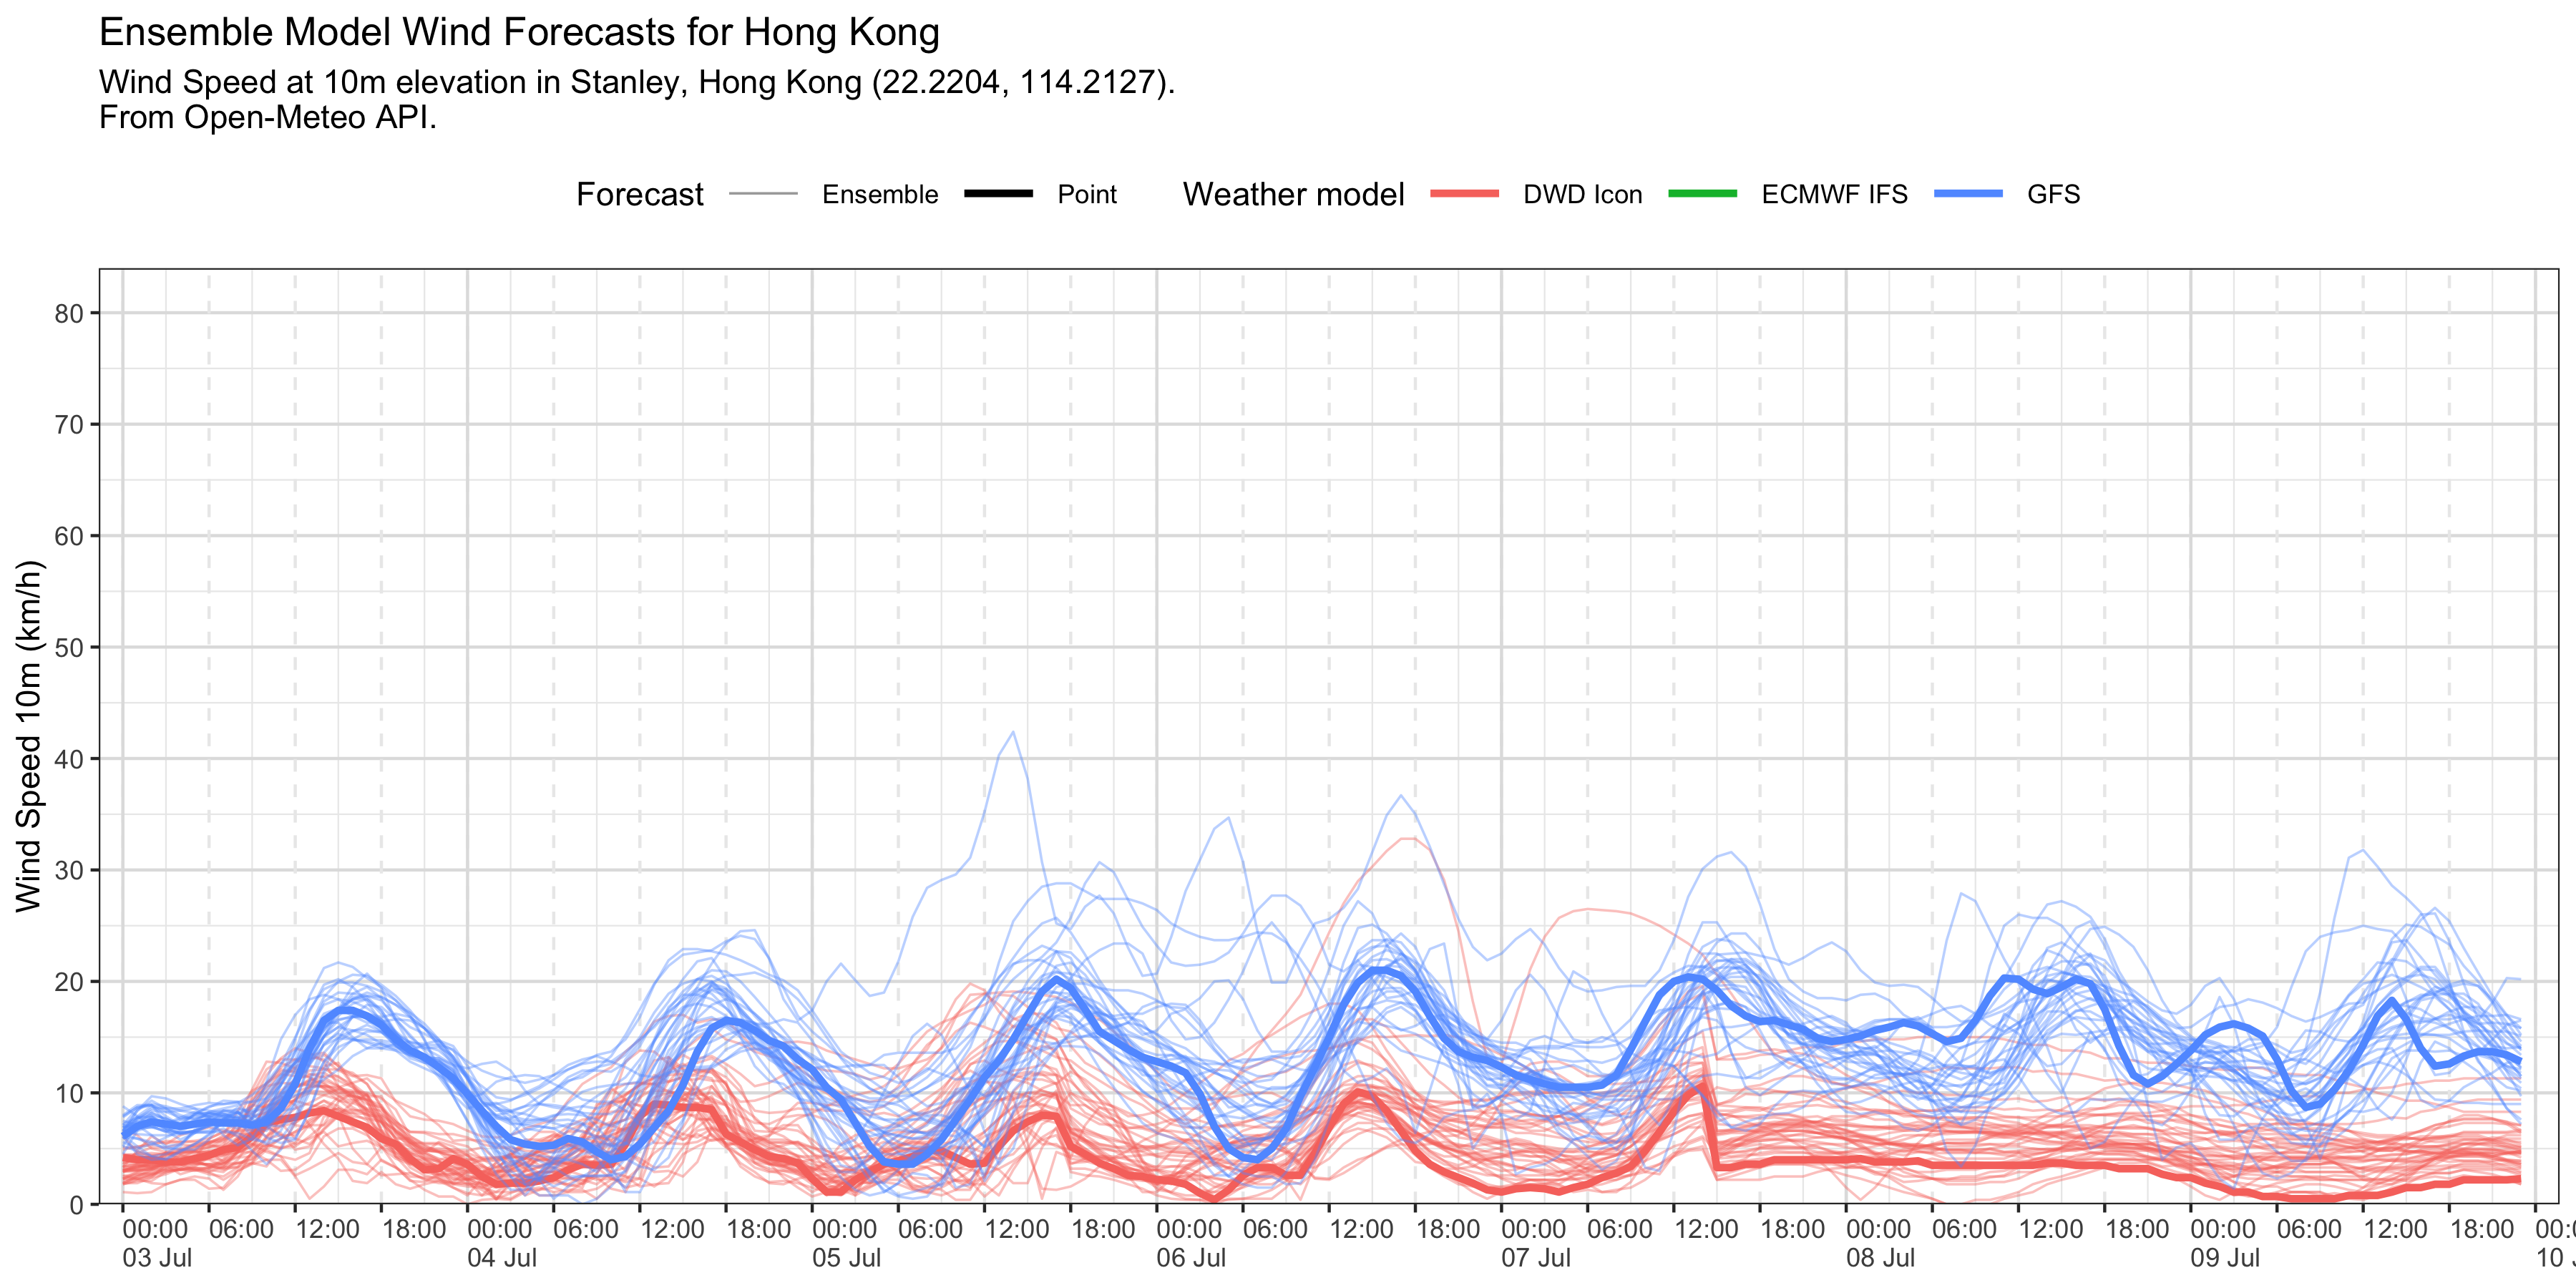 Ensemble Model Wind Forecasts for Hong Kong
Wind Speed at 10m elevation in Stanley, Hong Kong (22.2204, 114.2127).
From Open-Meteo API.
Forecast Ensemble Point Weather model DWD Icon ECMWF IFS GFS
Wind Speed 10m (km/h)
80
70
60
50
40
30
20
10
0
00:00 06:00 12:00 18:00 00:00 06:00 12:00 18:00 00:00 06:00 12:00 18:00 00:00 06:00 12:00 18:00 00:00 06:00 12:00 18:00 00:00 06:00 12:00 18:00 00:00 06:00 12:00 18:00
03 Jul 04 Jul 05 Jul 06 Jul 07 Jul 08 Jul 09 Jul 10